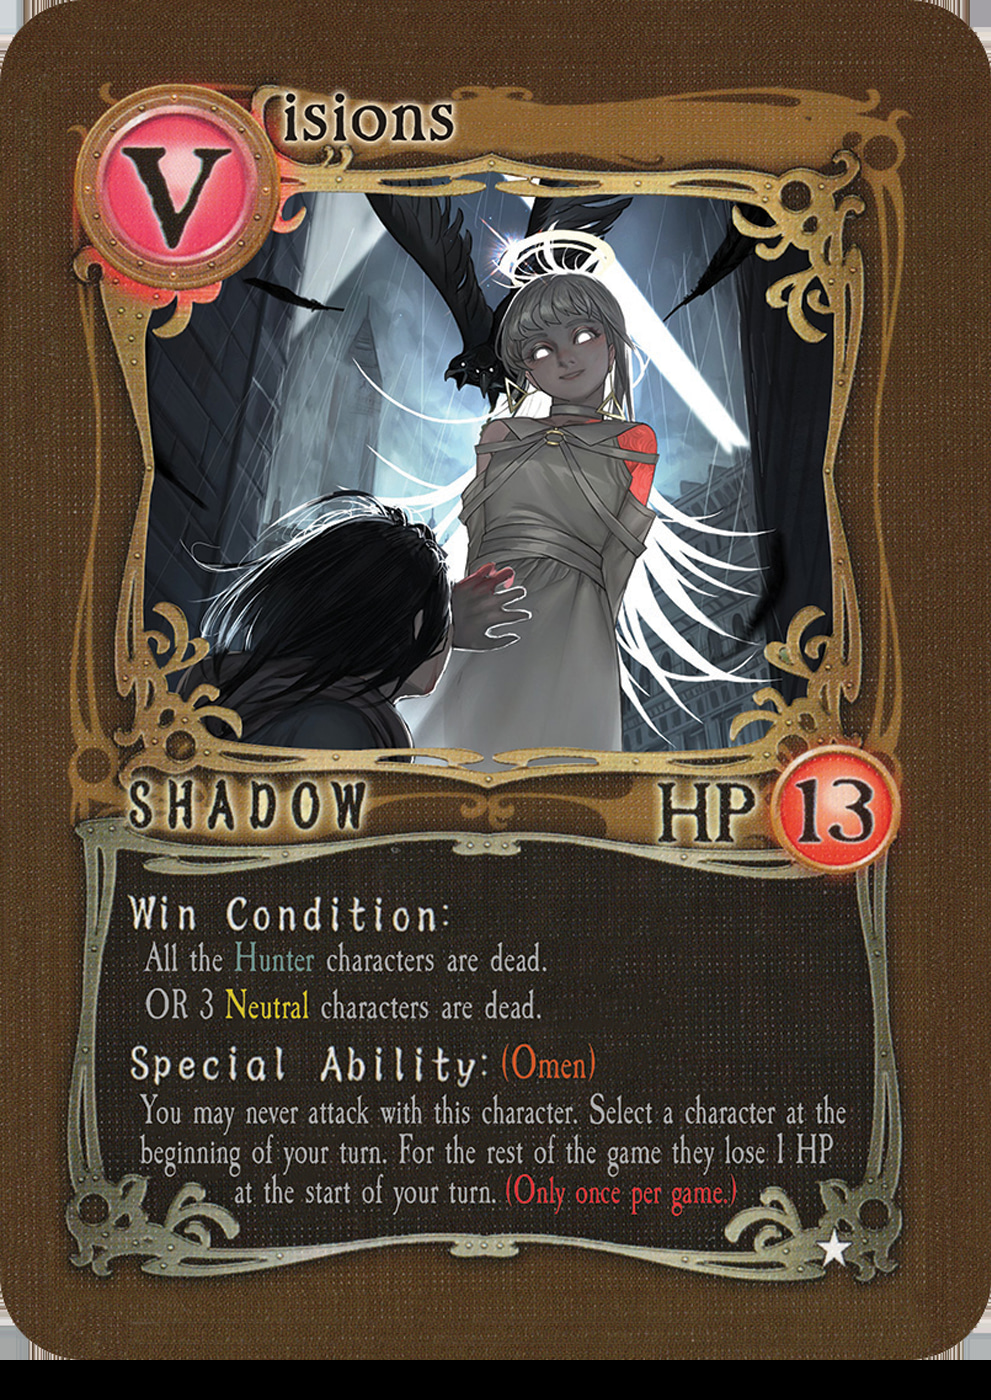 Visions
SHADOW HP 13
Win Condition:
All the Hunter characters are dead.
OR 3 Neutral characters are dead.
Special Ability: (Omen)
You may never attack with this character. Select a character at the
beginning of your turn. For the rest of the game they lose 1 HP
at the start of your turn. (Only once per game.)